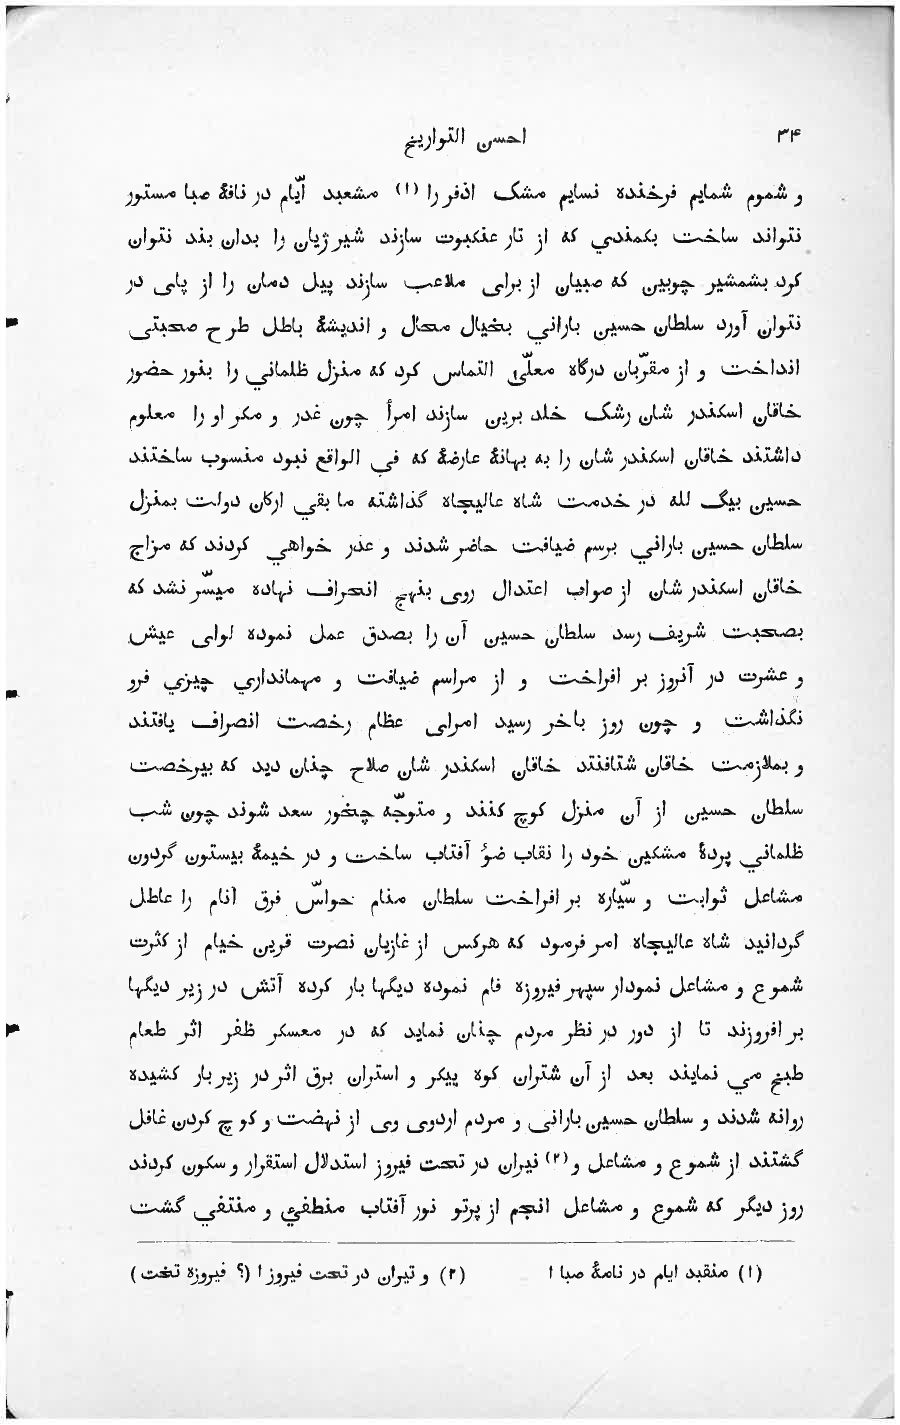 ۳۴
احسن التواریخ
و شموم شمایم فرخنده نسایم مشک اذفر را (۱) مشعبد ایّام در نافهٔ صبا مستور
نتواند ساخت بکمندي که از تار عنکبوت سازند شیر ژیان را بدان بند نتوان
کرد بشمشیر چوبین که صبیان از برای ملاعب سازند پیل دمان را از پای در
نتوان آورد سلطان حسین باراني بخیال محال و اندیشهٔ باطل طرح صحبتی
انداخت و از مقرّبان درگاه معلّی التماس کرد که منزل ظلماني را بنور حضور
خاقان اسکندر شان رشک خلد برین سازند امرأ چون غدر و مکر او را معلوم
داشتند خاقان اسکندر شان را به بهانهٔ عارضهٔ که في الواقع نبود منسوب ساختند
حسین بیگ لله در خدمت شاه عالیجاه گذاشته ما بقي ارکان دولت بمنزل
سلطان حسین باراني برسم ضیافت حاضر شدند و عذر خواهي کردند که مزاج
خاقان اسکندر شان از صواب اعتدال روی بنهج انحراف نهاده میسّر نشد که
بصحبت شریف رسد سلطان حسین آن را بصدق عمل نموده لوای عیش
و عشرت در آنروز بر افراخت و از مراسم ضیافت و مهمانداري چیزي فرو
نگذاشت و چون روز باخر رسید امرای عظام رخصت انصراف یافتند
و بملازمت خاقان شتافتند خاقان اسکندر شان صلاح چنان دید که بیرخصت
سلطان حسین از آن منزل کوچ کنند و متوجّه چخور سعد شوند چون شب
ظلماني پردهٔ مشکین خود را نقاب ضوٴ آفتاب ساخت و در خیمهٔ بیستون گردون
مشاعل ثوابت و سیّاره بر افراخت سلطان منام حواسّ فرق انام را عاطل
گردانید شاه عالیجاه امر فرمود که هرکس از غازیان نصرت قرین خیام از کثرت
شموع و مشاعل نمودار سپهر فیروزه فام نموده دیگها بار کرده آتش در زیر دیگها
بر افروزند تا از دور در نظر مردم چنان نماید که در معسکر ظفر اثر طعام
طبخ مي نمایند بعد از آن شتران کوه پیکر و استران برق اثر در زیر بار کشیده
روانه شدند و سلطان حسین بارانی و مردم اردوی وی از نهضت و کوچ کردن غافل
گشتند از شموع و مشاعل و (۲) نیران در تحت فیروز استدلال استقرار و سکون کردند
روز دیگر که شموع و مشاعل انجم از پرتو نور آفتاب منطفئ و منتفي گشت
(۱) منقبد ایام در نامهٔ صبا ا
(۲) و تیران در تحت فیروز ا (؟ فیروزه تخت)